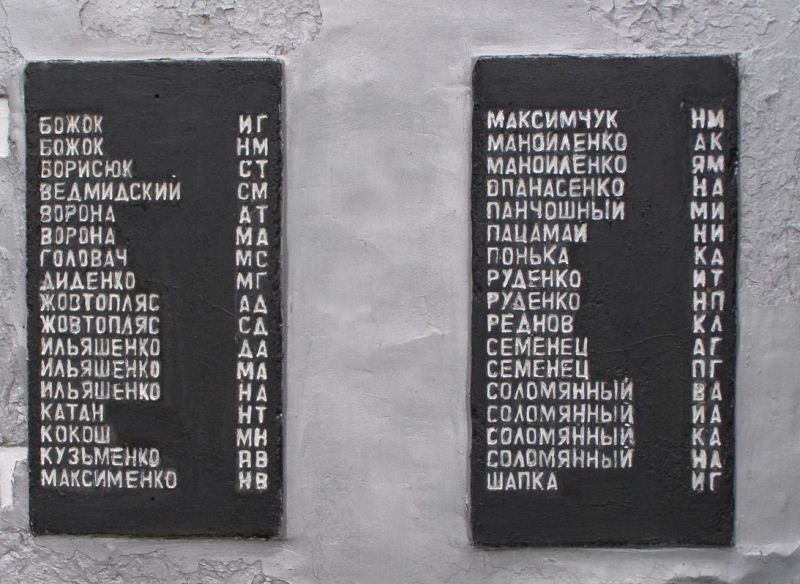 БОЖОК ИГ
БОЖОК НМ
БОРИСЮК СТ
ВЕДМИДСКИЙ СМ
ВОРОНА АТ
ВОРОНА МА
ГОЛОВАЧ МС
ДИДЕНКО МГ
ЖОВТОПЛЯС АД
ЖОВТОПЛЯС СД
ИЛЬЯШЕНКО ДА
ИЛЬЯШЕНКО МА
ИЛЬЯШЕНКО НА
КАТАН НТ
КОКОШ МН
КУЗЬМЕНКО АВ
МАКСИМЕНКО НВ
МАКСИМЧУК НИ
МАНОЙЛЕНКО АК
МАНОЙЛЕНКО ЯМ
ОПАНАСЕНКО НА
ПАНЧОШНЫЙ МИ
ПАЦАМАЙ НИ
ПОНЬКА КА
РУДЕНКО ИТ
РУДЕНКО НП
РЕДНОВ КЛ
СЕМЕНЕЦ АГ
СЕМЕНЕЦ ПГ
СОЛОМЯННЫЙ ВА
СОЛОМЯННЫЙ ИА
СОЛОМЯННЫЙ КА
СОЛОМЯННЫЙ НА
ШАПКА ИГ